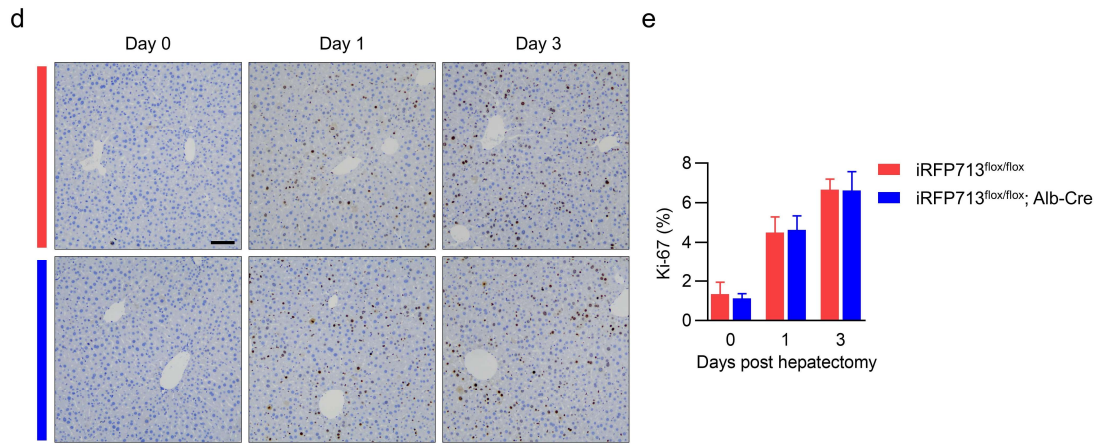 d
Day 0 Day 1 Day 3
e
8
6
4
2
0
Ki-67 (%)
0 1 3
Days post hepatectomy
iRFP713flox/flox
iRFP713flox/flox; Alb-Cre